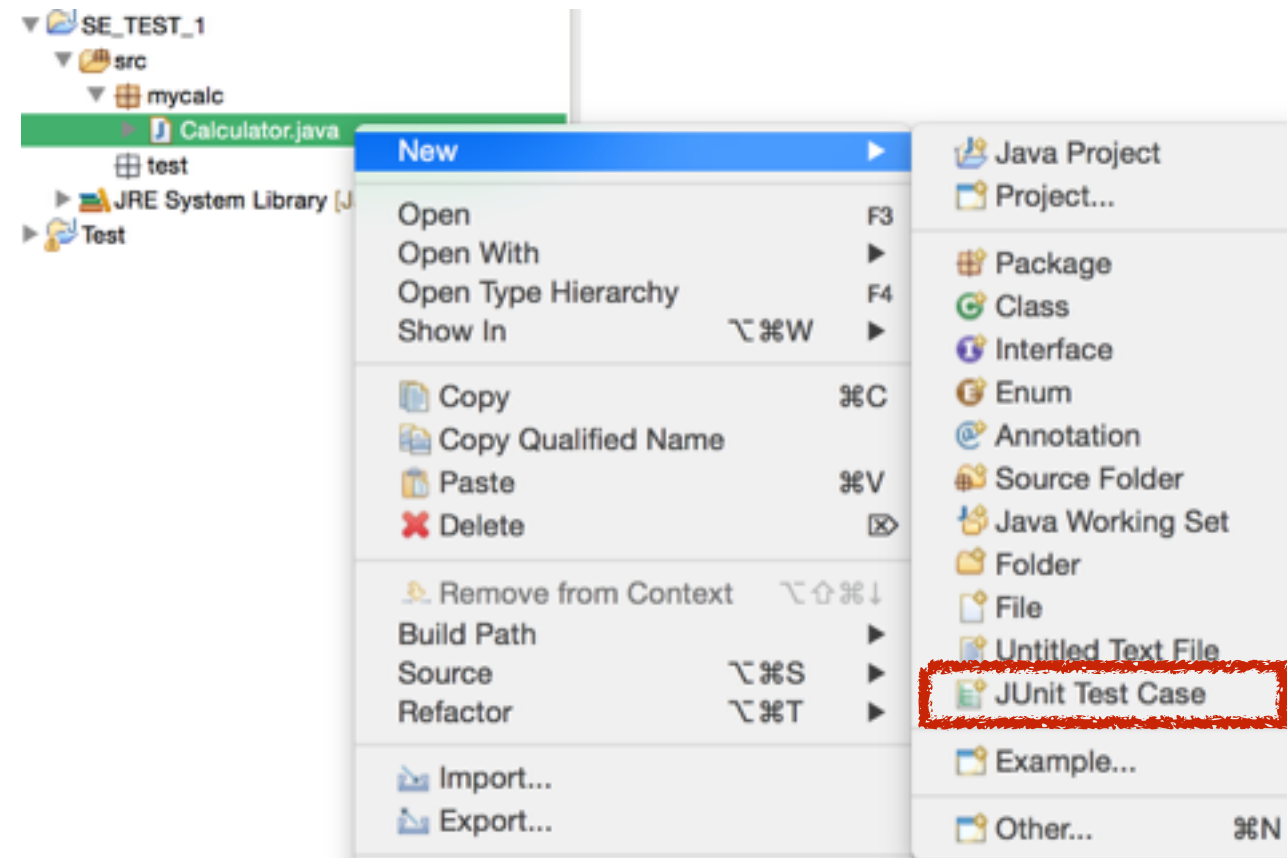 SE_TEST_1
src
mycalc
Calculator.java
test
JRE System Library [J
Test
New
Open F3
Open With
Open Type Hierarchy F4
Show In ⌥⌘W
Copy ⌘C
Copy Qualified Name
Paste ⌘V
Delete ⌦
Remove from Context ⌥⇧⌘↓
Build Path
Source ⌥⌘S
Refactor ⌥⌘T
Import...
Export...
Java Project
Project...
Package
Class
Interface
Enum
Annotation
Source Folder
Java Working Set
Folder
File
Untitled Text File
JUnit Test Case
Example...
Other... ⌘N